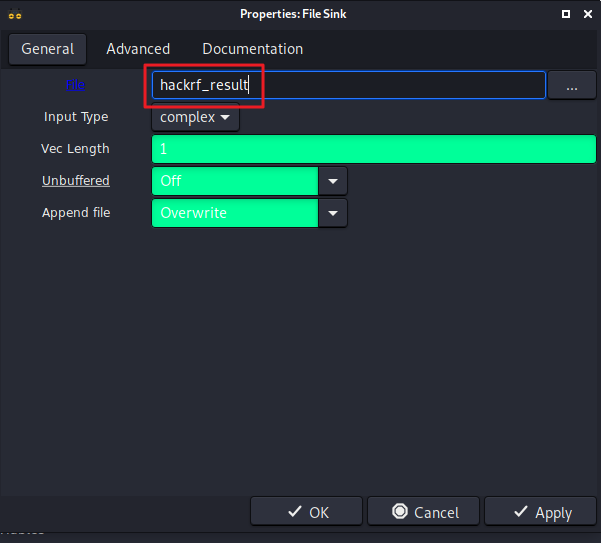 Properties: File Sink
General Advanced Documentation
File hackrf_result ...
Input Type complex
Vec Length 1
Unbuffered Off
Append file Overwrite
OK Cancel Apply